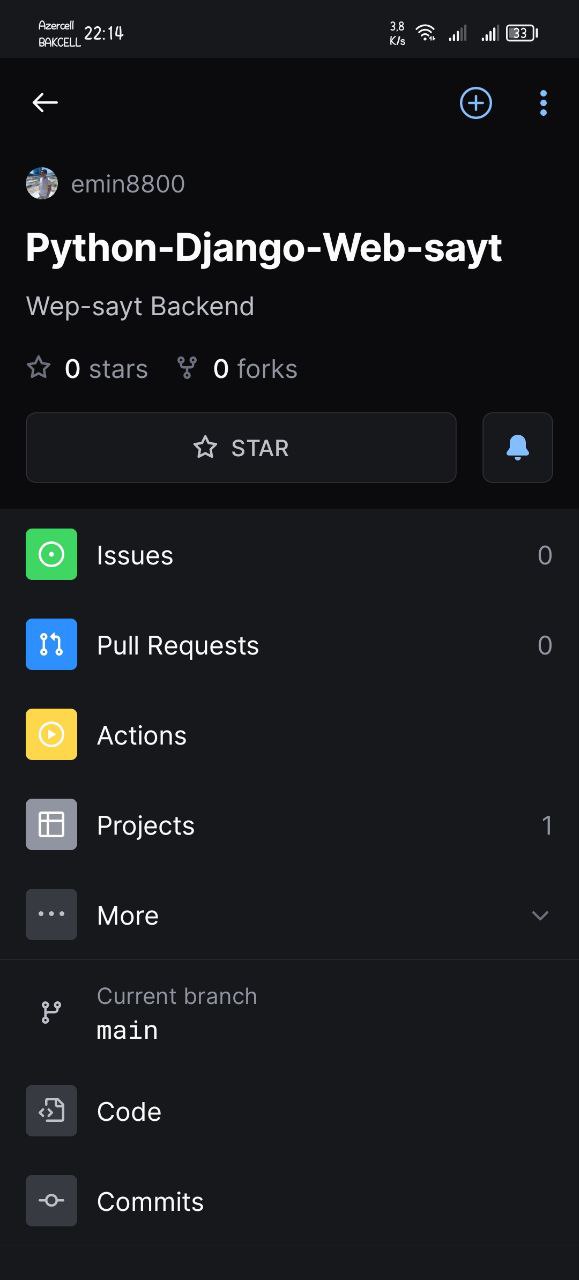 Azercell
BAKCELL 22:14 3,8 K/s 33
emin8800
Python-Django-Web-sayt
Wep-sayt Backend
0 stars 0 forks
STAR
Issues 0
Pull Requests 0
Actions
Projects 1
More
Current branch
main
Code
Commits